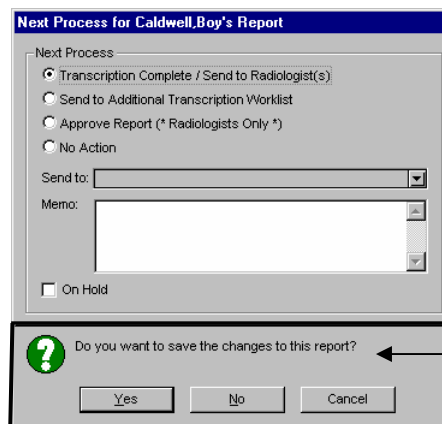 Next Process for Caldwell,Boy's Report
Next Process
Transcription Complete / Send to Radiologist(s)
Send to Additional Transcription Worklist
Approve Report (* Radiologists Only *)
No Action
Send to:
Memo:
On Hold
Do you want to save the changes to this report?
Yes No Cancel